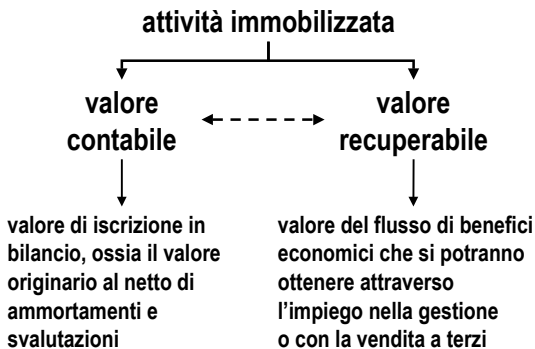 attività immobilizzata
valore
contabile
valore
recuperabile
valore di iscrizione in
bilancio, ossia il valore
originario al netto di
ammortamenti e
svalutazioni
valore del flusso di benefici
economici che si potranno
ottenere attraverso
l'impiego nella gestione
o con la vendita a terzi